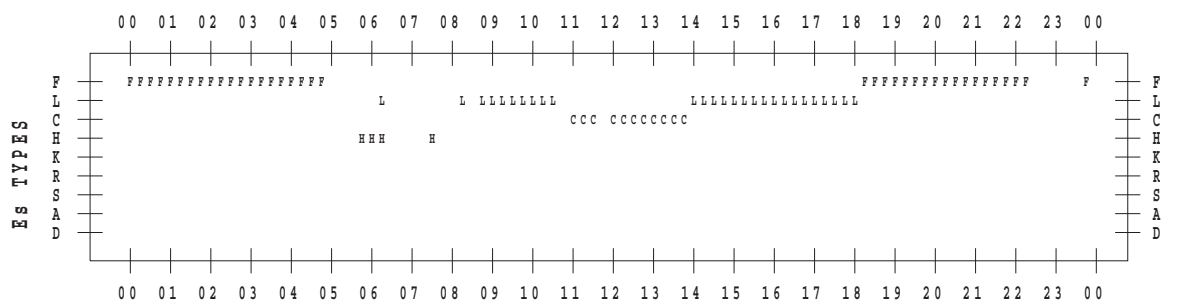 00 01 02 03 04 05 06 07 08 09 10 11 12 13 14 15 16 17 18 19 20 21 22 23 00
F FFFFFFFFFFFFFFFFFFFF FFFFFFFFFFFFFFFFF F F
L L L LLLLLLLL LLLLLLLLLLLLLLLLL L
C CCC CCCCCCCC C
H HHH H H
K K
R R
S S
A A
D D
Es TYPES
00 01 02 03 04 05 06 07 08 09 10 11 12 13 14 15 16 17 18 19 20 21 22 23 00